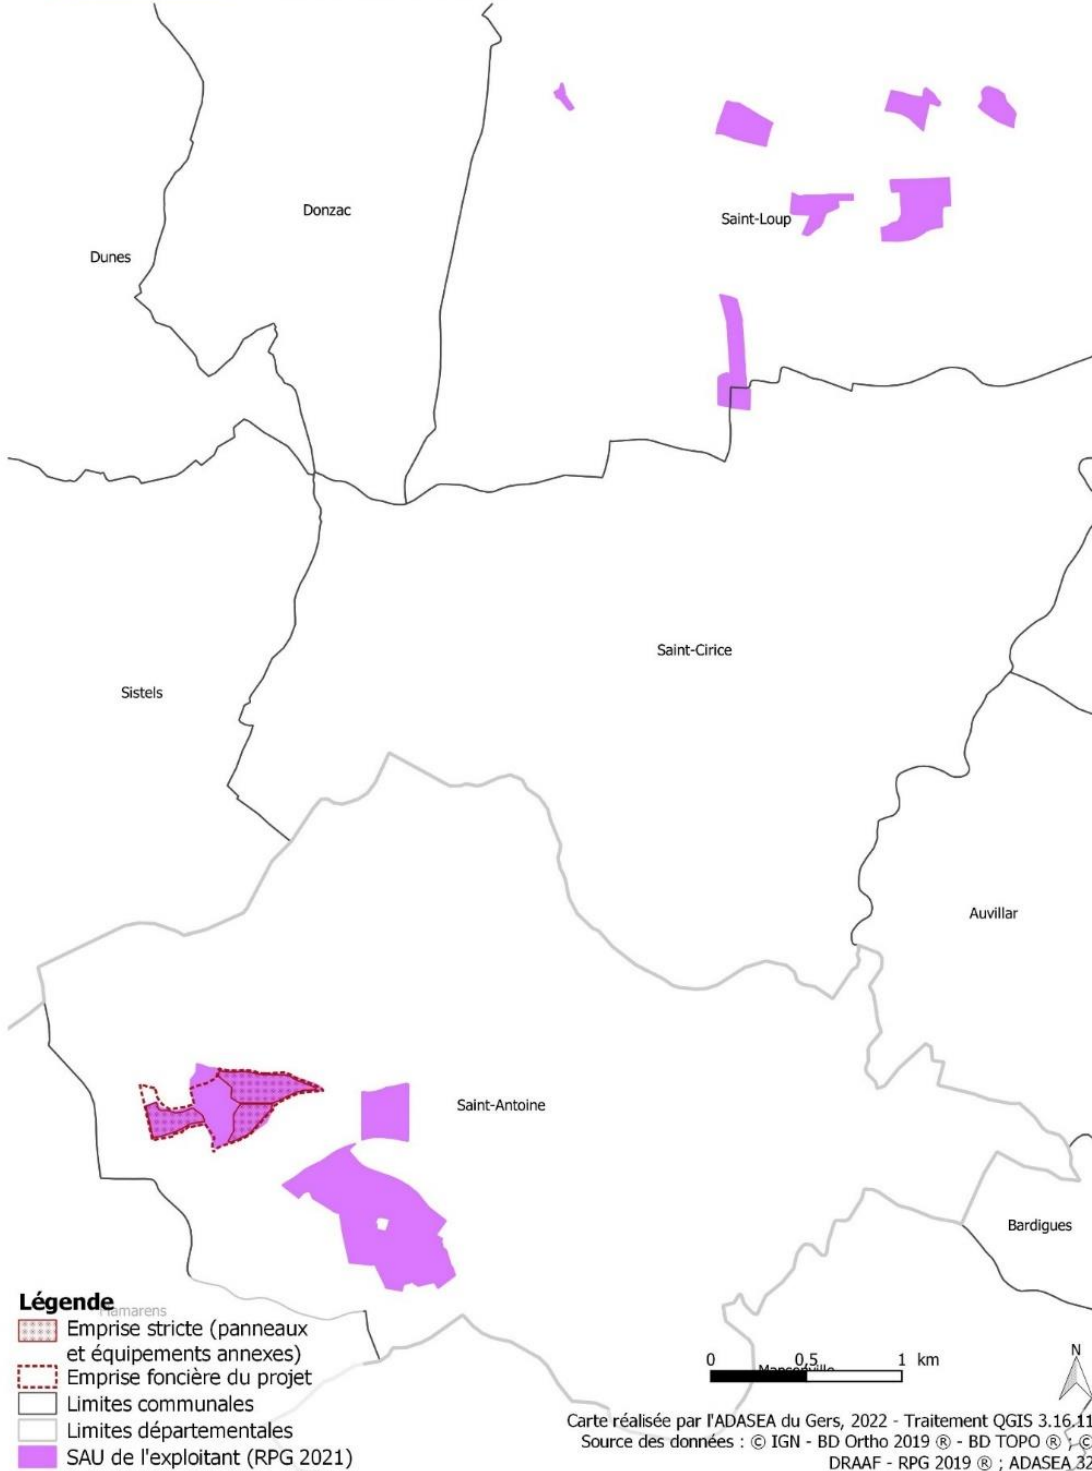 Donzac
Saint-Loup
Dunes
Saint-Cirice
Sistels
Auvillar
Saint-Antoine
Bardigues
Légende
Flamarens
Emprise stricte (panneaux
et équipements annexes)
Emprise foncière du projet
Limites communales
Limites départementales
SAU de l'exploitant (RPG 2021)
0 0,5 1 km
Mansonville
N
Carte réalisée par l'ADASEA du Gers, 2022 - Traitement QGIS 3.16.11
Source des données : © IGN - BD Ortho 2019 ® - BD TOPO ® ; ©
DRAAF - RPG 2019 ® ; ADASEA 32